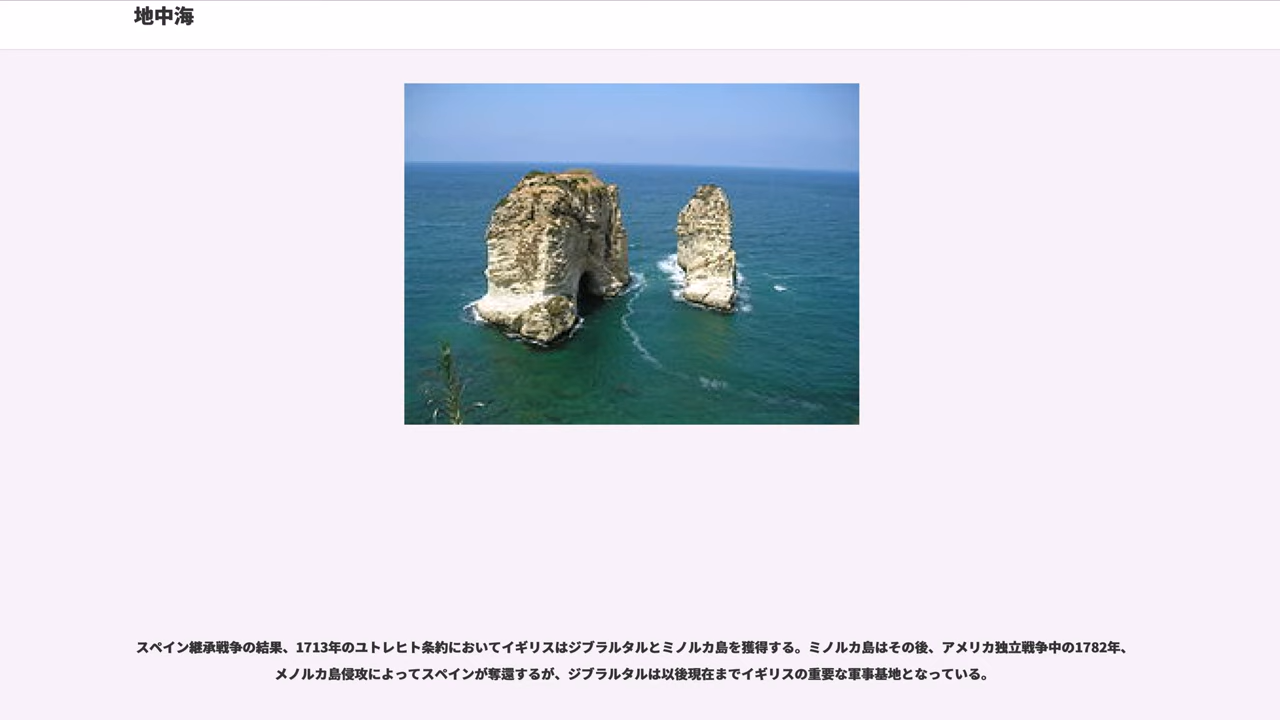 地中海
スペイン継承戦争の結果、1713年のユトレヒト条約においてイギリスはジブラルタルとミノルカ島を獲得する。ミノルカ島はその後、アメリカ独立戦争中の1782年、
メノルカ島侵攻によってスペインが奪還するが、ジブラルタルは以後現在までイギリスの重要な軍事基地となっている。